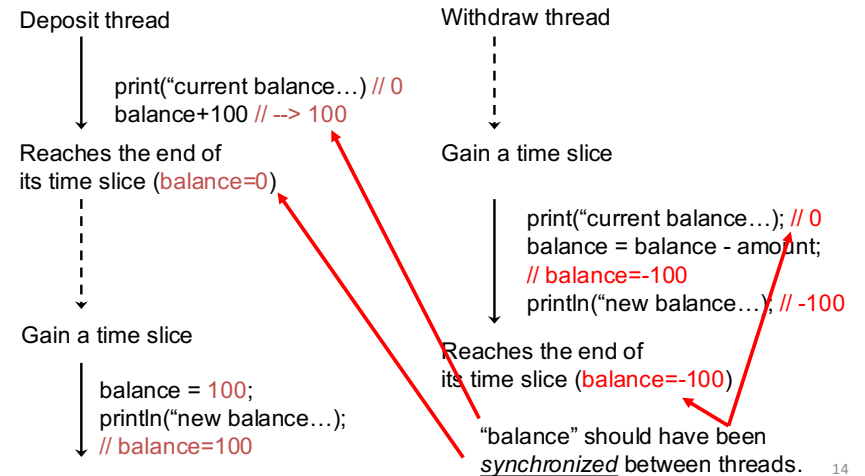 Deposit thread
print(“current balance…) // 0
balance+100 // --> 100
Reaches the end of
its time slice (balance=0)
Gain a time slice
balance = 100;
println(“new balance…);
// balance=100
Withdraw thread
Gain a time slice
print(“current balance…); // 0
balance = balance - amount;
// balance=-100
println(“new balance…); // -100
Reaches the end of
its time slice (balance=-100)
“balance” should have been
synchronized between threads.
14